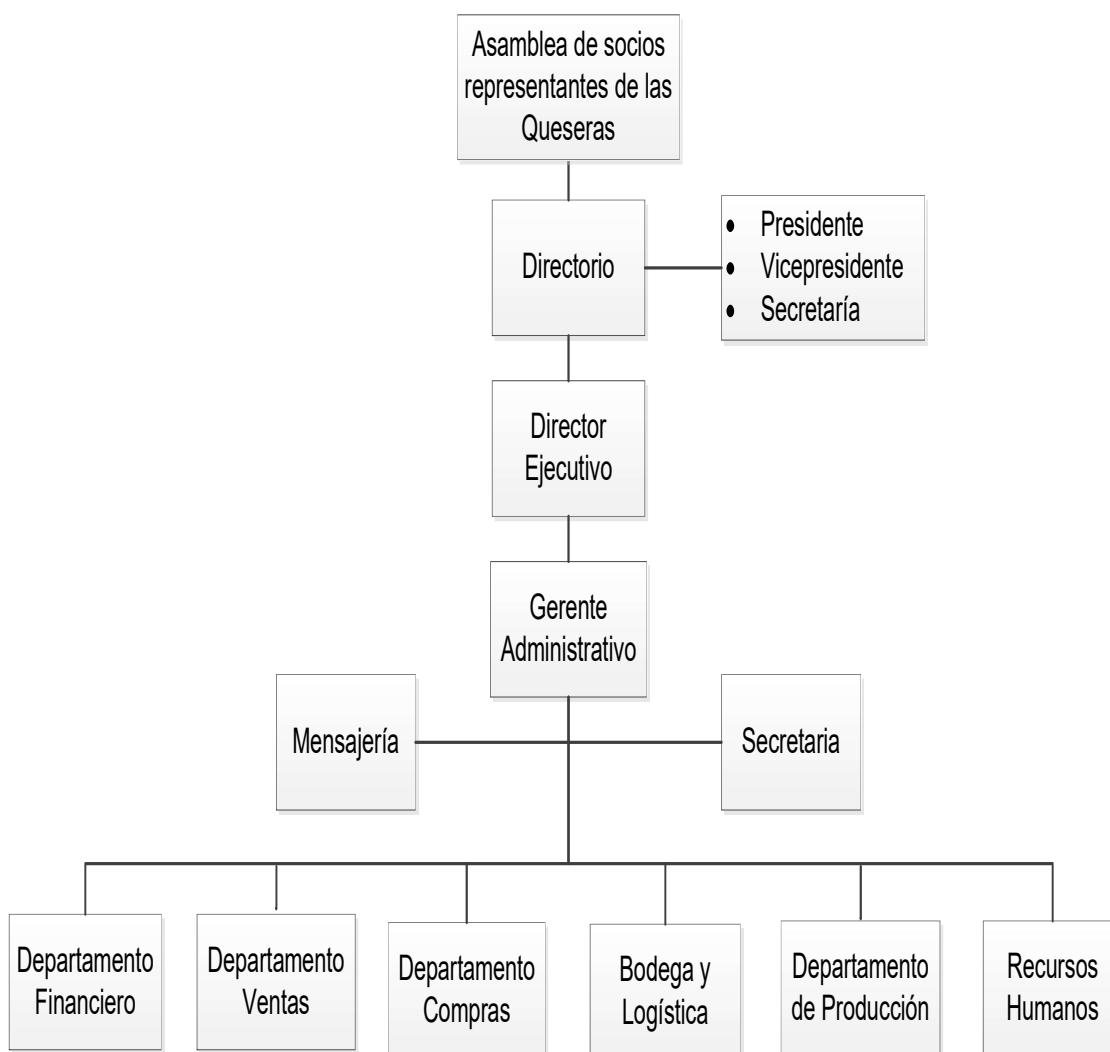 Asamblea de socios
representantes de las
Queseras
Directorio
• Presidente
• Vicepresidente
• Secretaría
Director
Ejecutivo
Gerente
Administrativo
Mensajería
Secretaria
Departamento
Financiero
Departamento
Ventas
Departamento
Compras
Bodega y
Logística
Departamento
de Producción
Recursos
Humanos